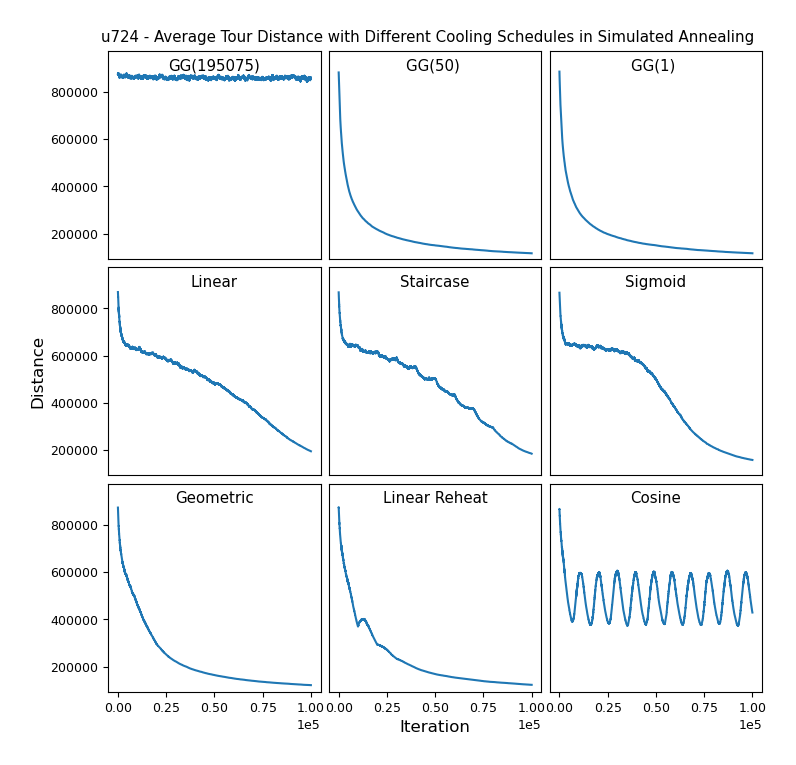 u724 - Average Tour Distance with Different Cooling Schedules in Simulated Annealing
GG(195075) GG(50) GG(1)
800000
600000
400000
200000
Linear Staircase Sigmoid
800000
600000
400000
200000
Distance
Geometric Linear Reheat Cosine
800000
600000
400000
200000
0.00 0.25 0.75 1.00 0.00 0.25 0.50 0.75 1.00 0.00 0.25 0.50 0.75 1.00
1e5 1e5 1e5
Iteration